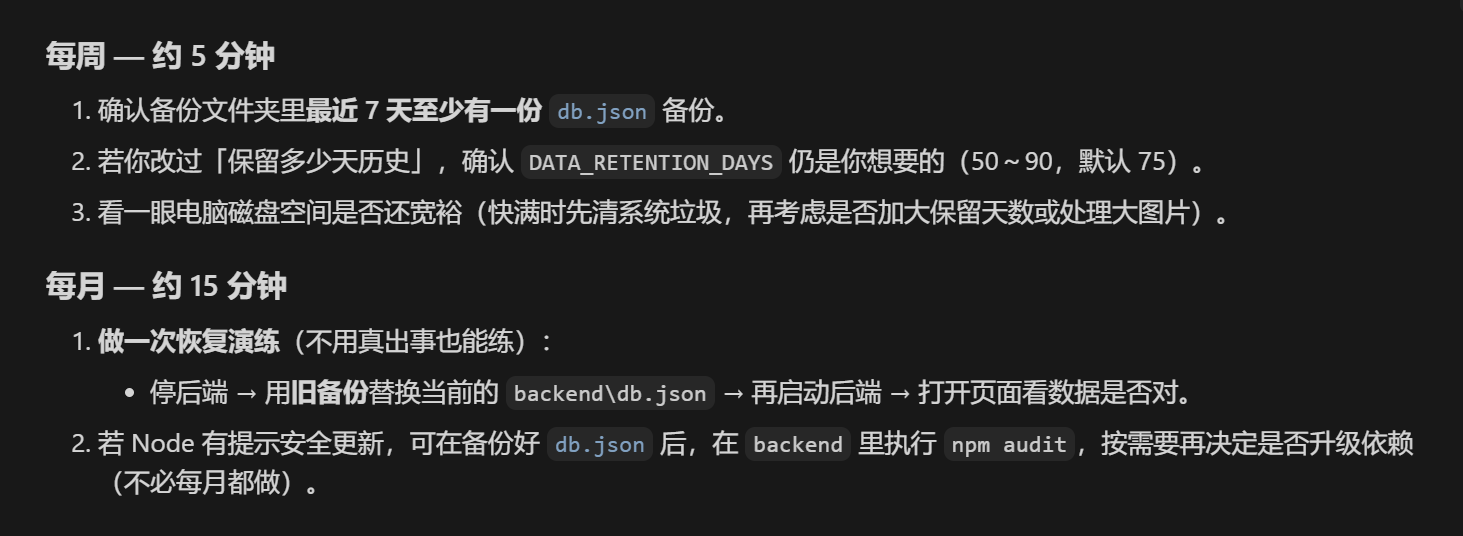 每周 — 约 5 分钟
1. 确认备份文件夹里最近 7 天至少有一份 db.json 备份。
2. 若你改过「保留多少天历史」，确认 DATA_RETENTION_DAYS 仍是你想要的（50～90，默认 75）。
3. 看一眼电脑磁盘空间是否还宽裕（快满时先清系统垃圾，再考虑是否加大保留天数或处理大图片）。
每月 — 约 15 分钟
1. 做一次恢复演练（不用真出事也能练）：
• 停后端 → 用旧备份替换当前的 backend\db.json → 再启动后端 → 打开页面看数据是否对。
2. 若 Node 有提示安全更新，可在备份好 db.json 后，在 backend 里执行 npm audit，按需要再决定是否升级依赖
（不必每月都做）。